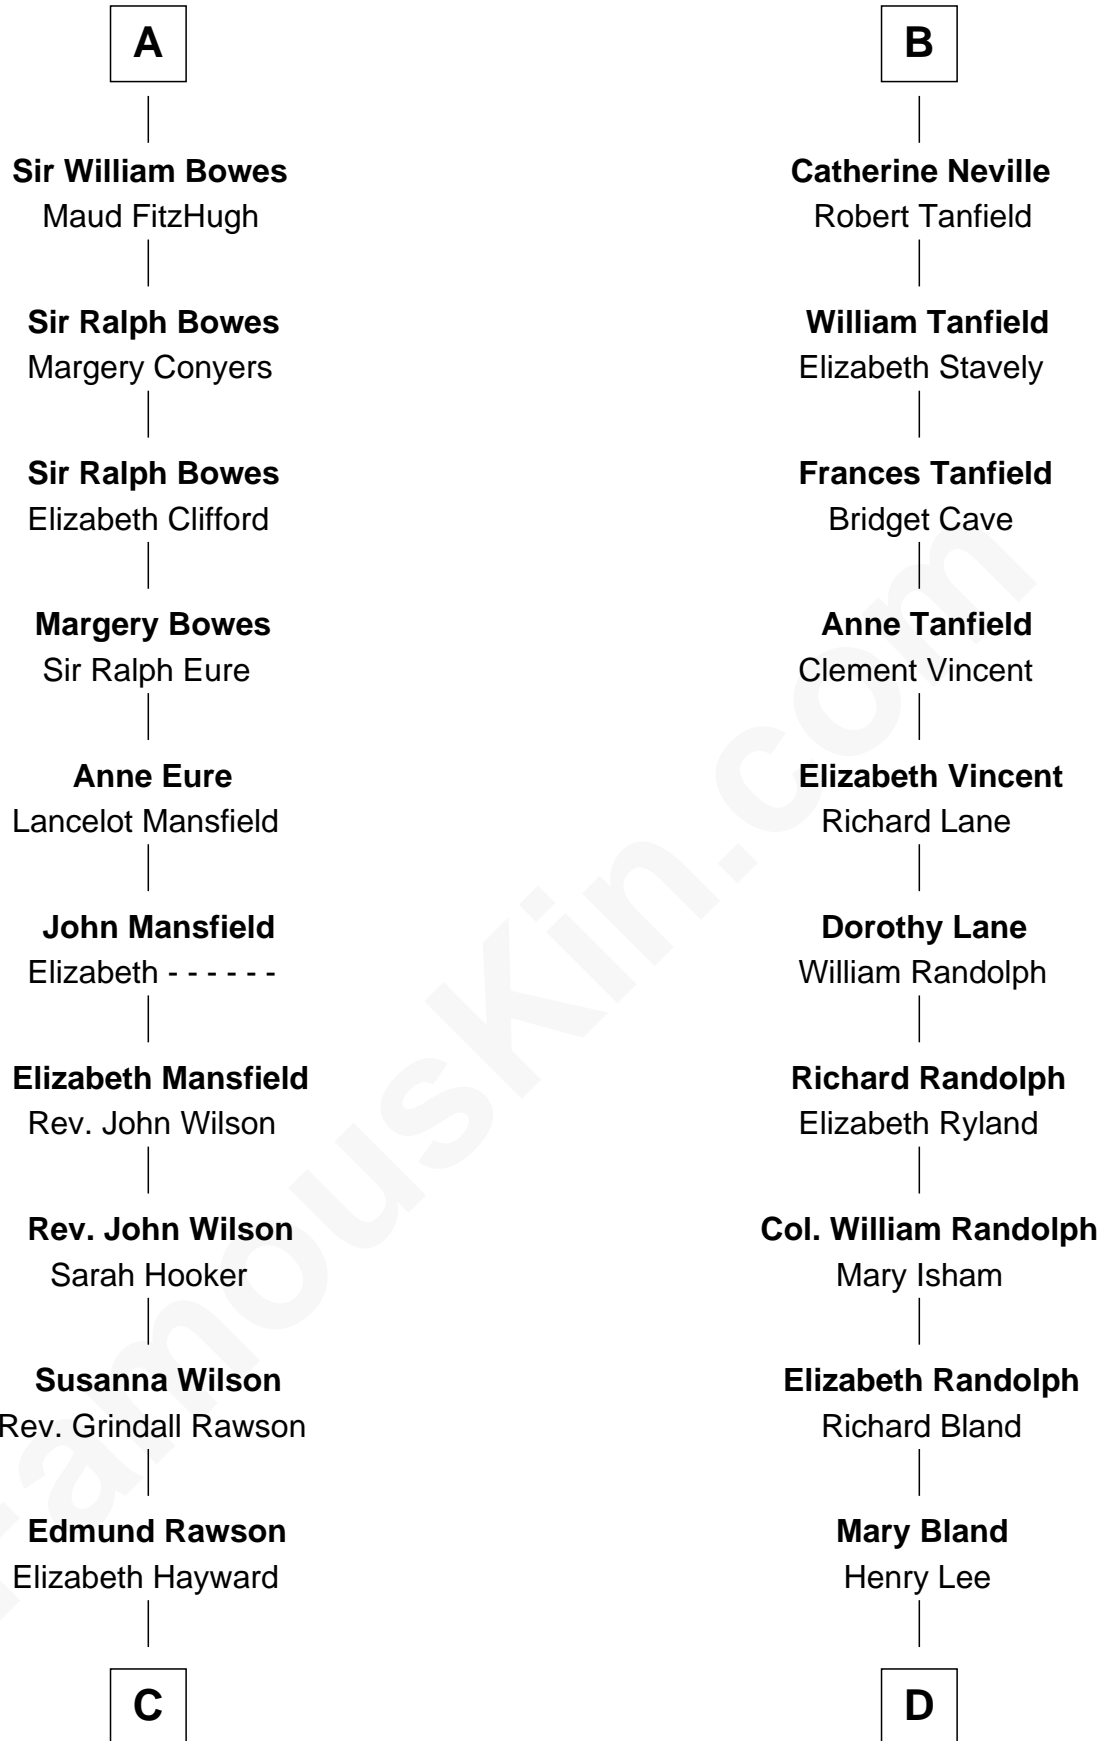 A
Sir William Bowes
Maud FitzHugh
Sir Ralph Bowes
Margery Conyers
Sir Ralph Bowes
Elizabeth Clifford
Margery Bowes
Sir Ralph Eure
Anne Eure
Lancelot Mansfield
John Mansfield
Elizabeth - - - - - -
Elizabeth Mansfield
Rev. John Wilson
Rev. John Wilson
Sarah Hooker
Susanna Wilson
Rev. Grindall Rawson
Edmund Rawson
Elizabeth Hayward
C
B
Catherine Neville
Robert Tanfield
William Tanfield
Elizabeth Stavely
Frances Tanfield
Bridget Cave
Anne Tanfield
Clement Vincent
Elizabeth Vincent
Richard Lane
Dorothy Lane
William Randolph
Richard Randolph
Elizabeth Ryland
Col. William Randolph
Mary Isham
Elizabeth Randolph
Richard Bland
Mary Bland
Henry Lee
D
FamousKin.com